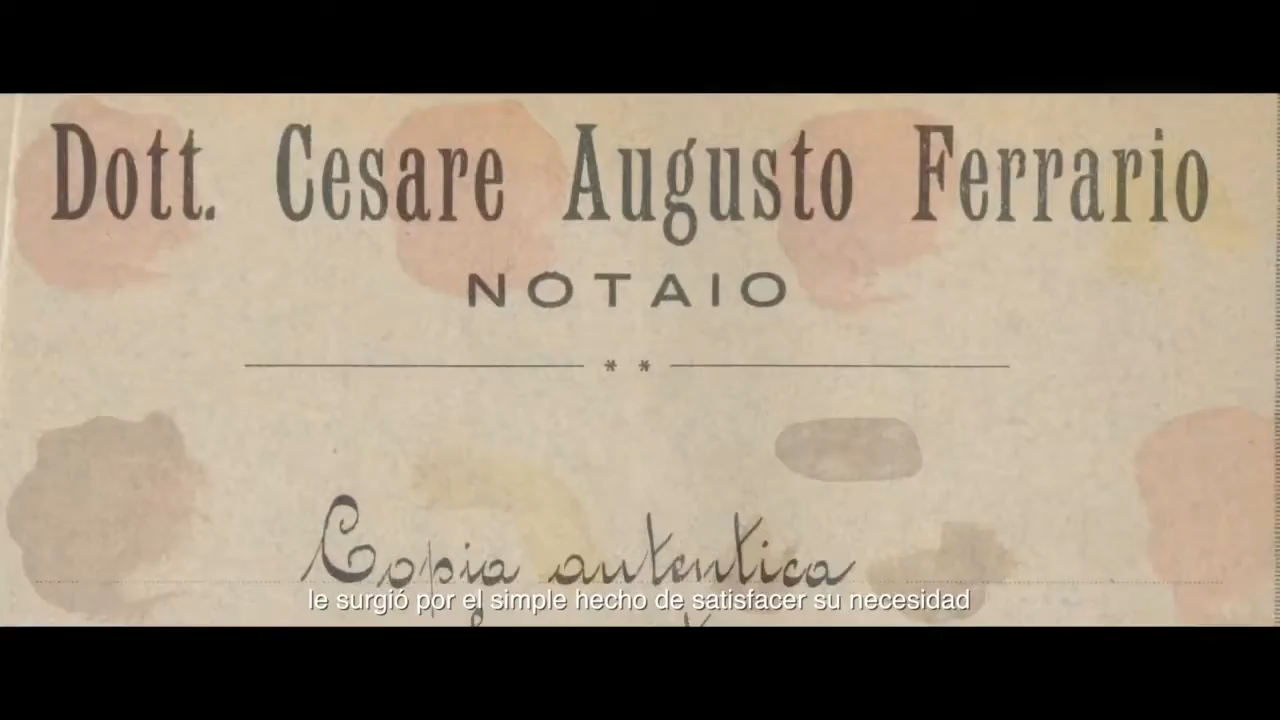 Dott. Cesare Augusto Ferrario
NOTAIO
* *
Copia autentica
le surgió por el simple hecho de satisfacer su necesidad